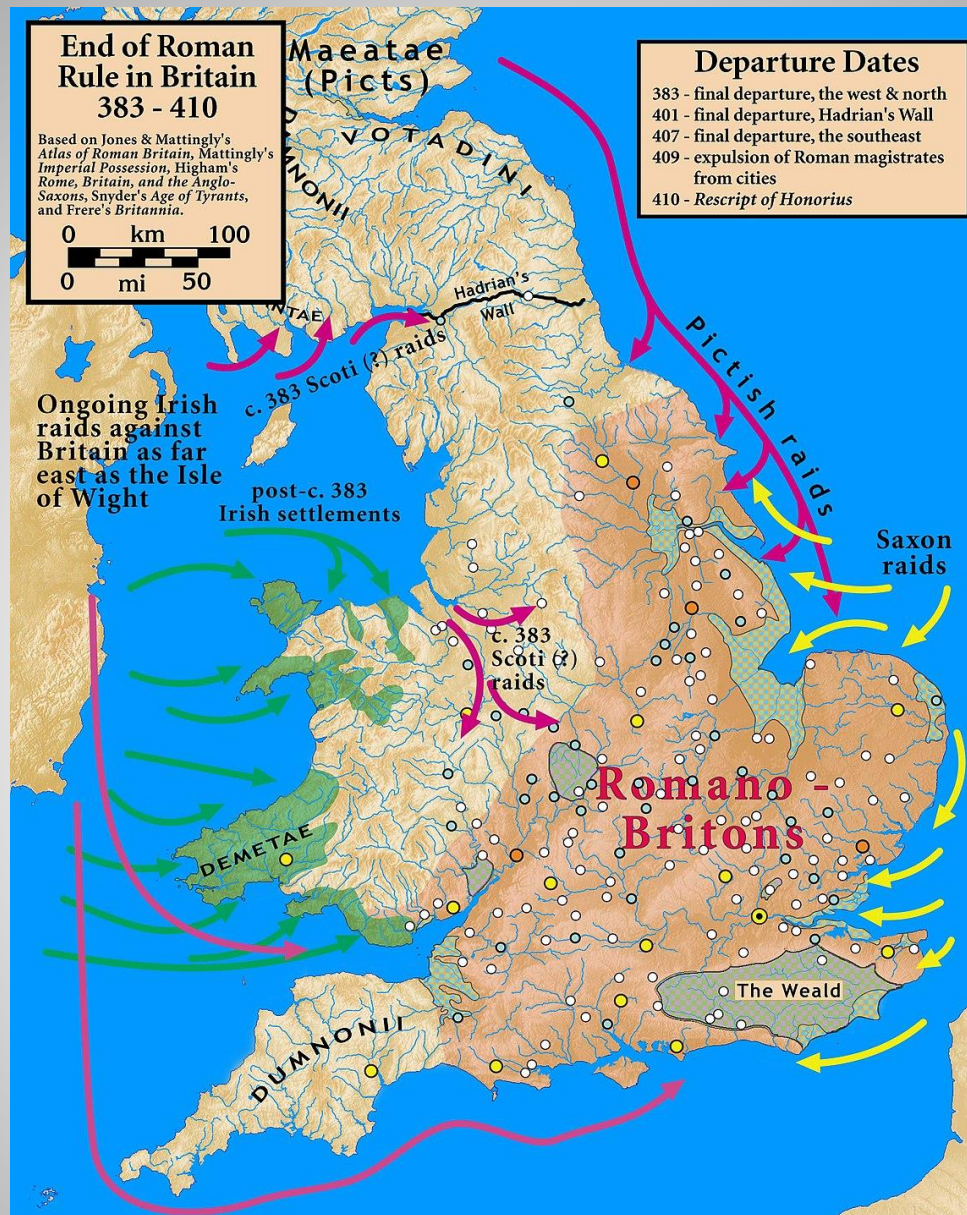 End of Roman
Rule in Britain
383 - 410
Based on Jones & Mattingly's
Atlas of Roman Britain, Mattingly's
Imperial Possession, Higham's
Rome, Britain, and the Anglo-
Saxons, Snyder's Age of Tyrants,
and Frere's Britannia.
0 km 100
0 mi 50
Maeatae
(Picts)
Departure Dates
383 - final departure, the west & north
401 - final departure, Hadrian's Wall
407 - final departure, the southeast
409 - expulsion of Roman magistrates
from cities
410 - Rescript of Honorius
VOTADINI
MNONII
NTAE
Hadrian's
Wall
c. 383 Scoti (?) raids
Pictish raids
Ongoing Irish
raids against
Britain as far
east as the Isle
of Wight
post-c. 383
Irish settlements
Saxon
raids
c. 383
Scoti (?)
raids
Romano -
Britons
DEMETAE
The Weald
DUMNONII